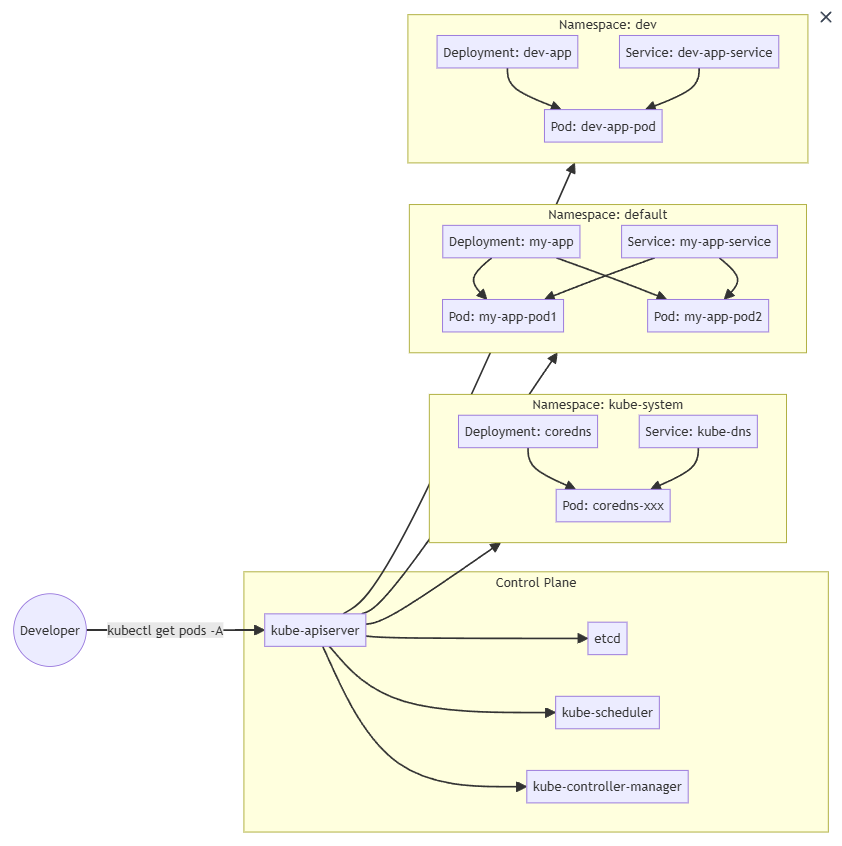 Namespace: dev
Deployment: dev-app
Service: dev-app-service
Pod: dev-app-pod
Namespace: default
Deployment: my-app
Service: my-app-service
Pod: my-app-pod1
Pod: my-app-pod2
Namespace: kube-system
Deployment: coredns
Service: kube-dns
Pod: coredns-xxx
Control Plane
Developer
kubectl get pods -A
kube-apiserver
etcd
kube-scheduler
kube-controller-manager